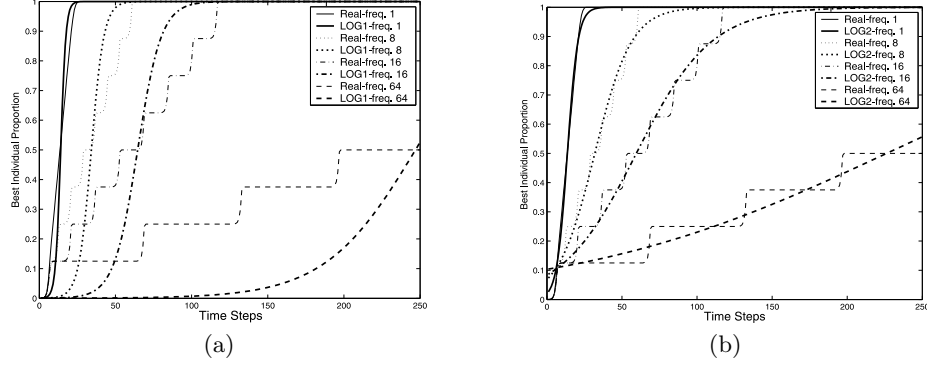 1
0.9
0.8
0.7
0.6
0.5
0.4
0.3
0.2
0.1
0
Best Individual Proportion
0 50 100 150 200 250
Time Steps
Real-freq. 1
LOG1-freq. 1
Real-freq. 8
LOG1-freq. 8
Real-freq. 16
LOG1-freq. 16
Real-freq. 64
LOG1-freq. 64
(a)
1
0.9
0.8
0.7
0.6
0.5
0.4
0.3
0.2
0.1
0
Best Individual Proportion
0 50 100 150 200 250
Time Steps
Real-freq. 1
LOG2-freq. 1
Real-freq. 8
LOG2-freq. 8
Real-freq. 16
LOG2-freq. 16
Real-freq. 64
LOG2-freq. 64
(b)